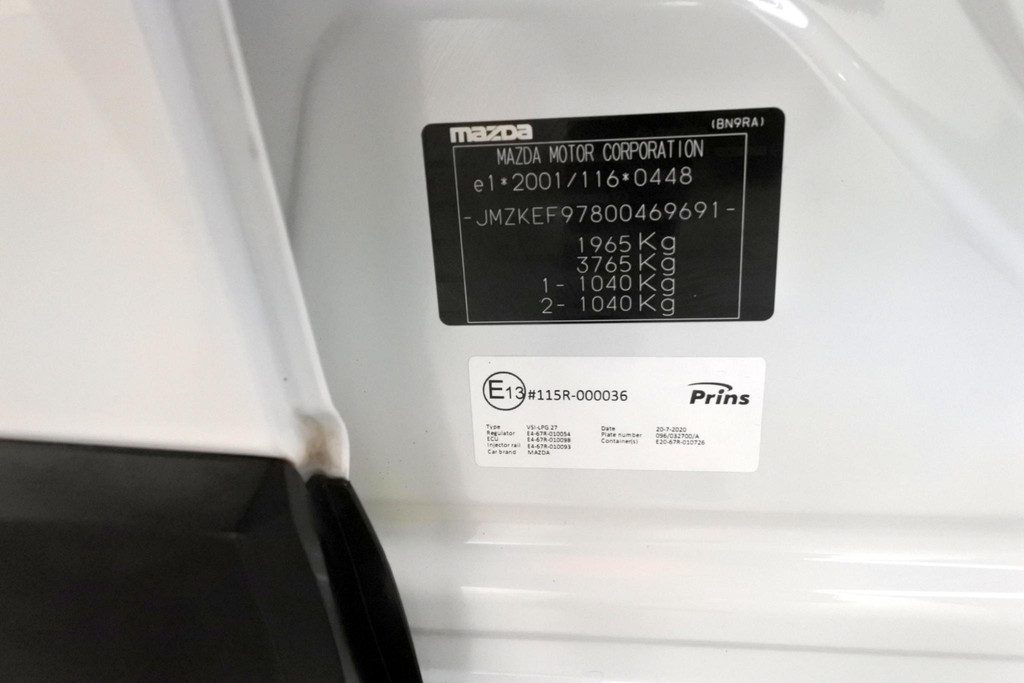 mazda (BN9RA)
MAZDA MOTOR CORPORATION
e1*2001/116*0448
-JMZKEF97800469691-
1965 Kg
3765 Kg
1- 1040 Kg
2- 1040 Kg
E13 #115R-000036 Prins
Type VSI-LPG 27 Date 20-7-2020
Regulator E4-67R-010054 Plate number 096/032700/A
ECU E4-67R-010098 Container(s) E20-67R-010726
Injector rail E4-67R-010093
Car brand MAZDA